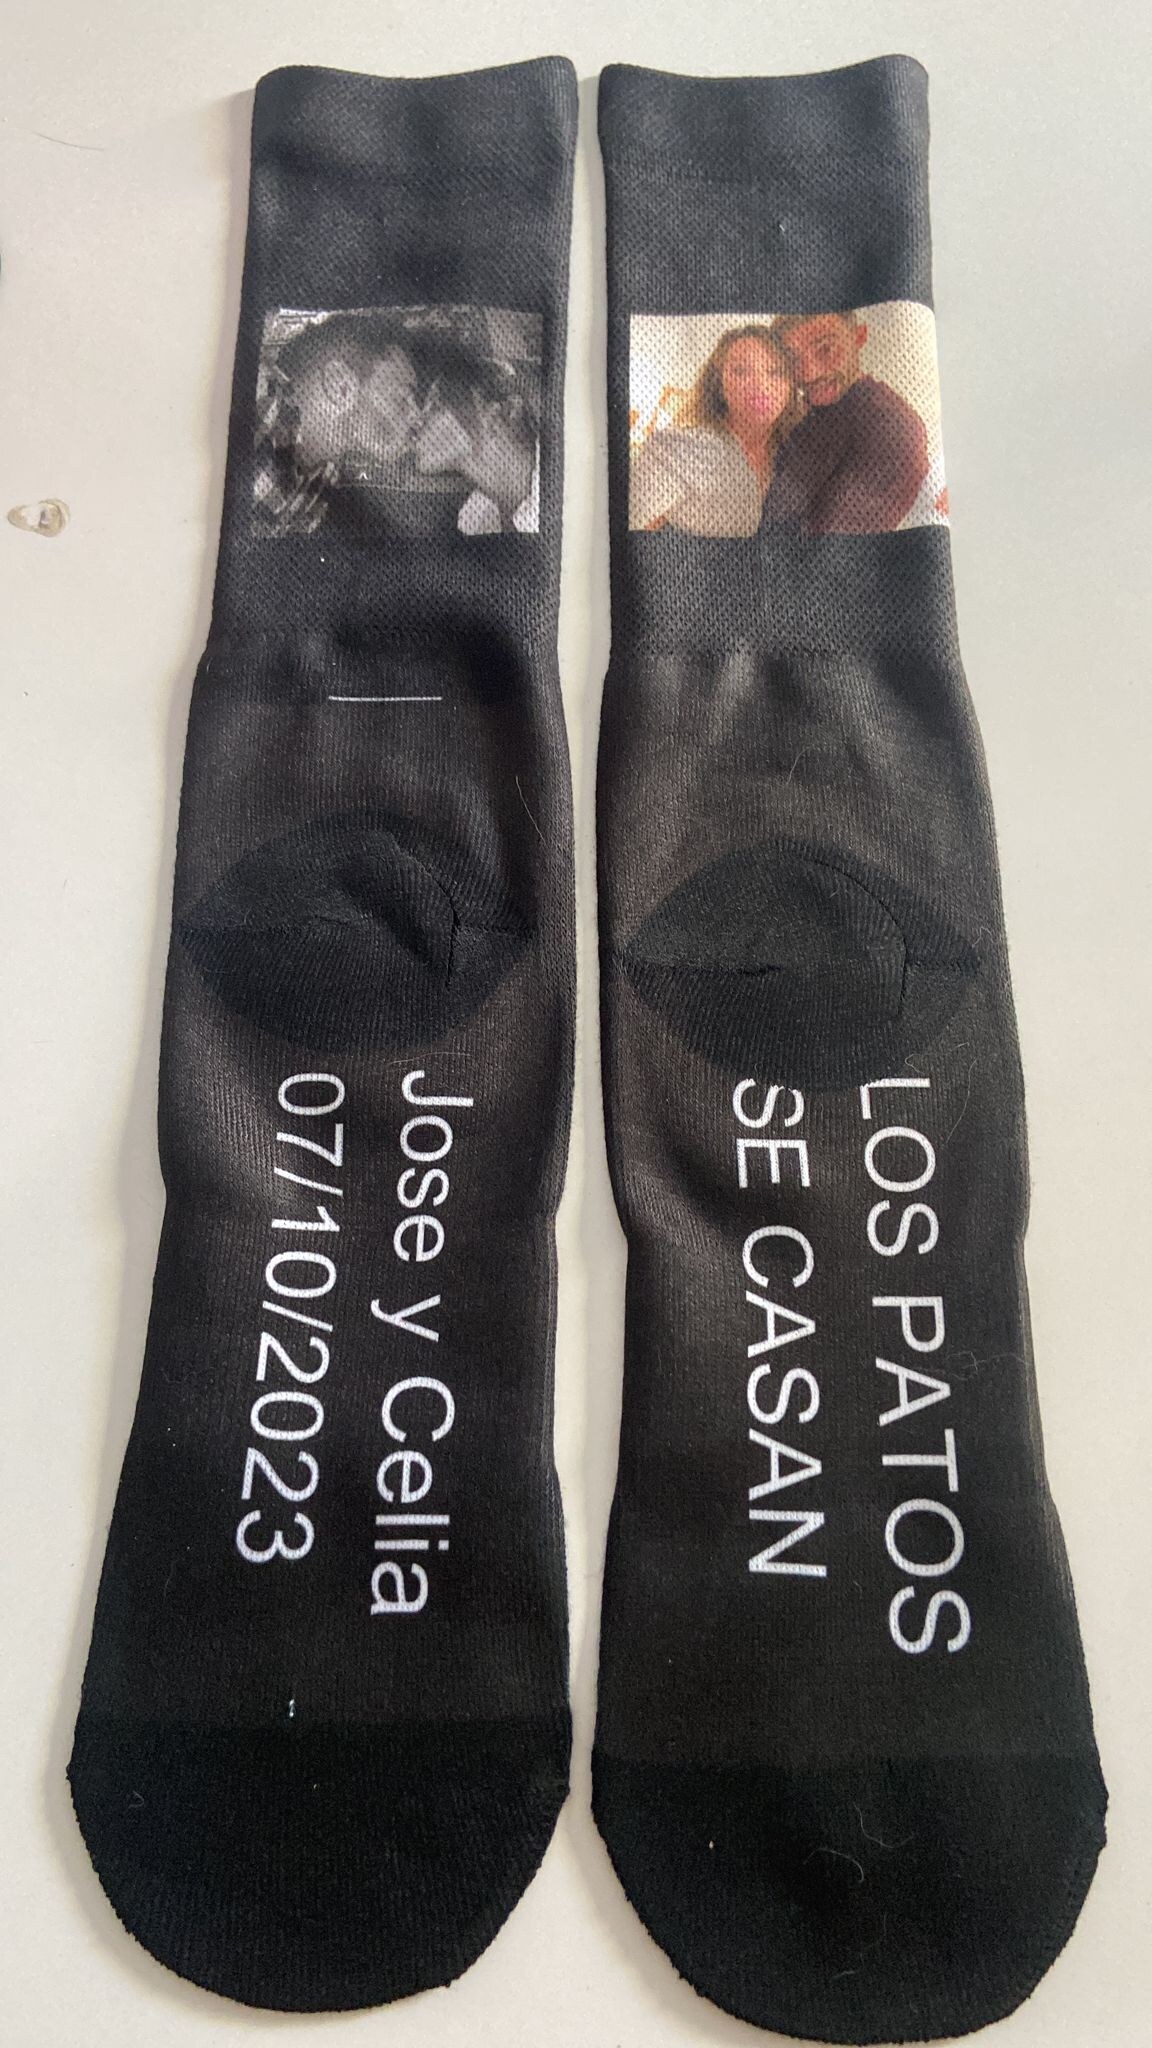 Jose y Celia
07/10/2023
LOS PATOS
SE CASAN